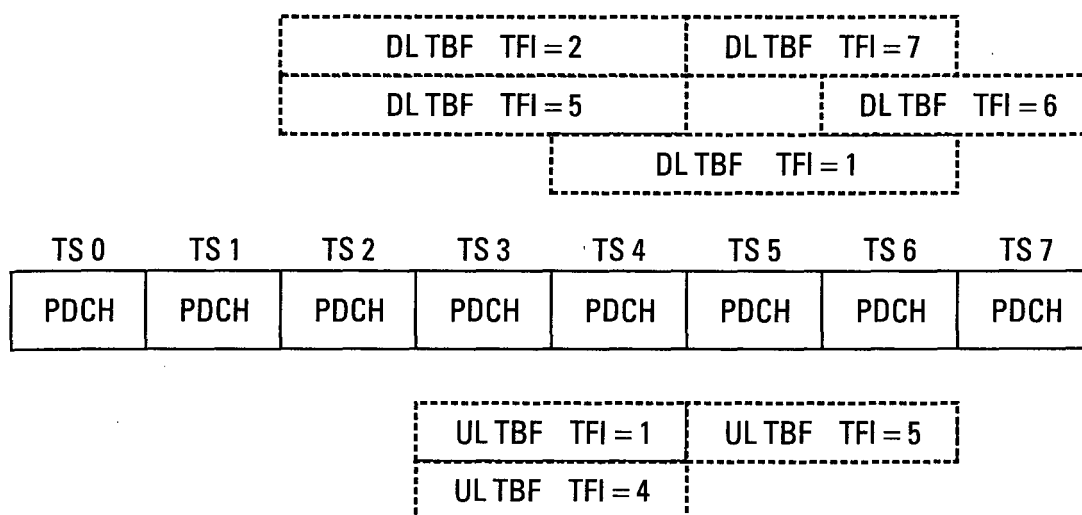 DL TBF TFI = 2 DL TBF TFI = 7
DL TBF TFI = 5 DL TBF TFI = 6
DL TBF TFI = 1
TS 0 TS 1 TS 2 TS 3 TS 4 TS 5 TS 6 TS 7
PDCH PDCH PDCH PDCH PDCH PDCH PDCH PDCH
UL TBF TFI = 1 UL TBF TFI = 5
UL TBF TFI = 4